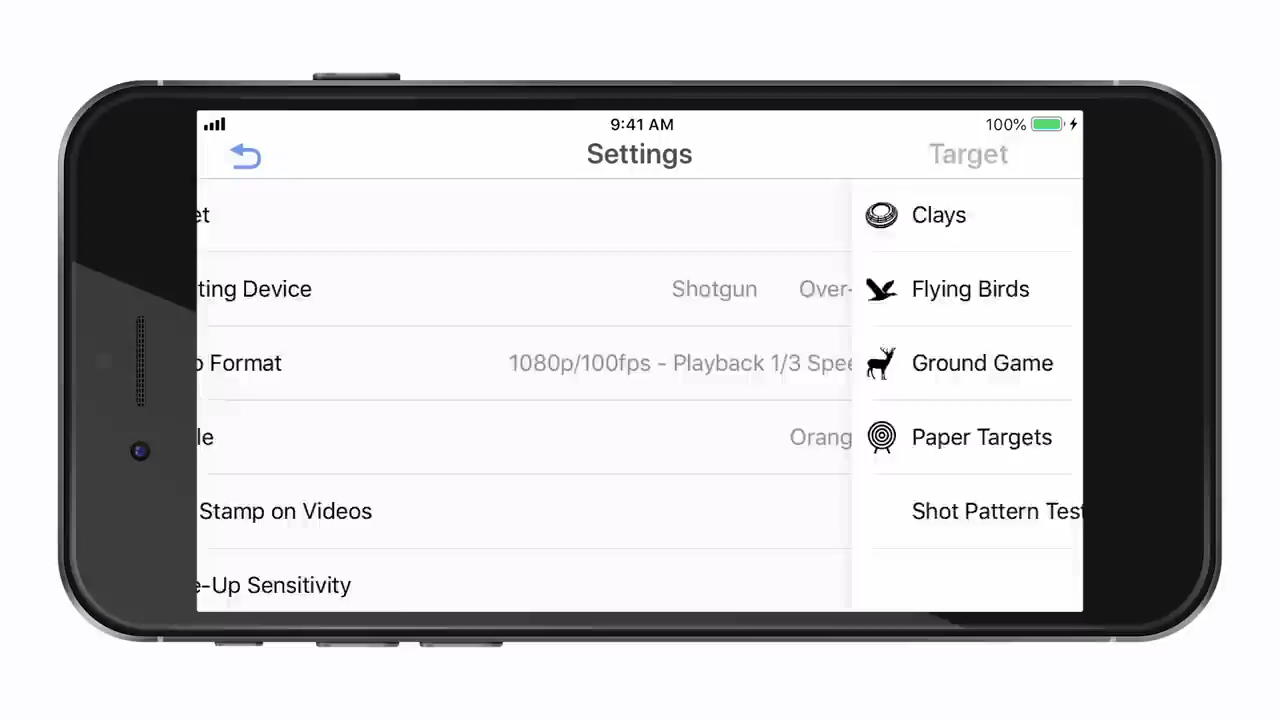 9:41 AM
100%
Settings
Target
et
Clays
ting Device
Shotgun
Over-
Flying Birds
Format
1080p/100fps - Playback 1/3 Spee
Ground Game
le
Orang
Paper Targets
Stamp on Videos
Shot Pattern Test
e-Up Sensitivity